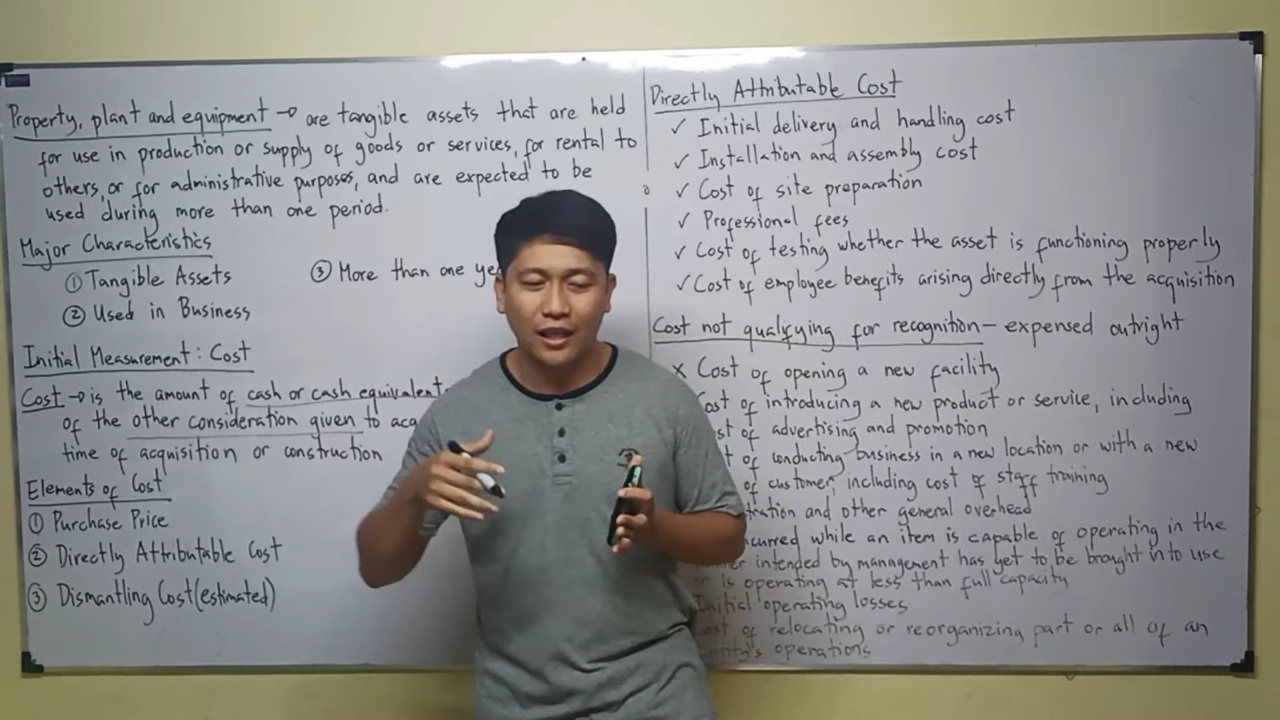 Property, plant and equipment → are tangible assets that are held
for use in production or supply of goods or services, for rental to
others, or for administrative purposes, and are expected to be
used during more than one period.
Major Characteristics
① Tangible Assets
② Used in Business
③ More than one
Initial Measurement: Cost
Cost → is the amount of cash or cash equivalent
of the other consideration given to
time of acquisition or construction
Elements of Cost
① Purchase Price
② Directly Attributable Cost
③ Dismantling Cost (estimated)
Directly Attributable Cost
✓ Initial delivery and handling cost
✓ Installation and assembly cost
✓ Cost of site preparation
✓ Professional fees
✓ Cost of testing whether the asset is functioning properly
✓ Cost of employee benefits arising directly from the acquisition
Cost not qualifying for recognition - expensed outright
x Cost of opening a new facility
of introducing a new product or service, including
of advertising and promotion
of conducting business in a new location or with a new
of customer, including cost of staff training
and other general overhead
while an item is capable of operating in the
intended by management has yet to be brought into use
or is operating at less than full capacity
Initial operating losses
of relocating or reorganizing part or all of an
operations